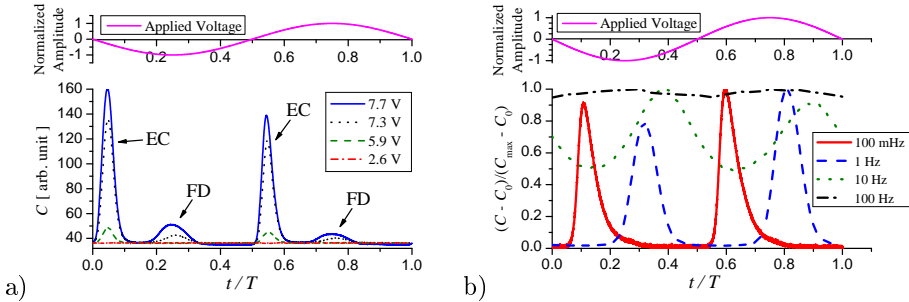 a)
Normalized
Amplitude
1
0
-1
Applied Voltage
0.0 0.2 0.4 0.6 0.8 1.0
C [ arb. unit ]
160
140
120
100
80
60
40
EC
EC
FD
FD
7.7 V
7.3 V
5.9 V
2.6 V
0.0 0.2 0.4 0.6 0.8 1.0
t / T
b)
Normalized
Amplitude
1
0
-1
Applied Voltage
0.0 0.2 0.4 0.6 0.8 1.0
(C - C0)/(Cmax - C0)
1.0
0.8
0.6
0.4
0.2
0.0
100 mHz
1 Hz
10 Hz
100 Hz
0.0 0.2 0.4 0.6 0.8 1.0
t / T